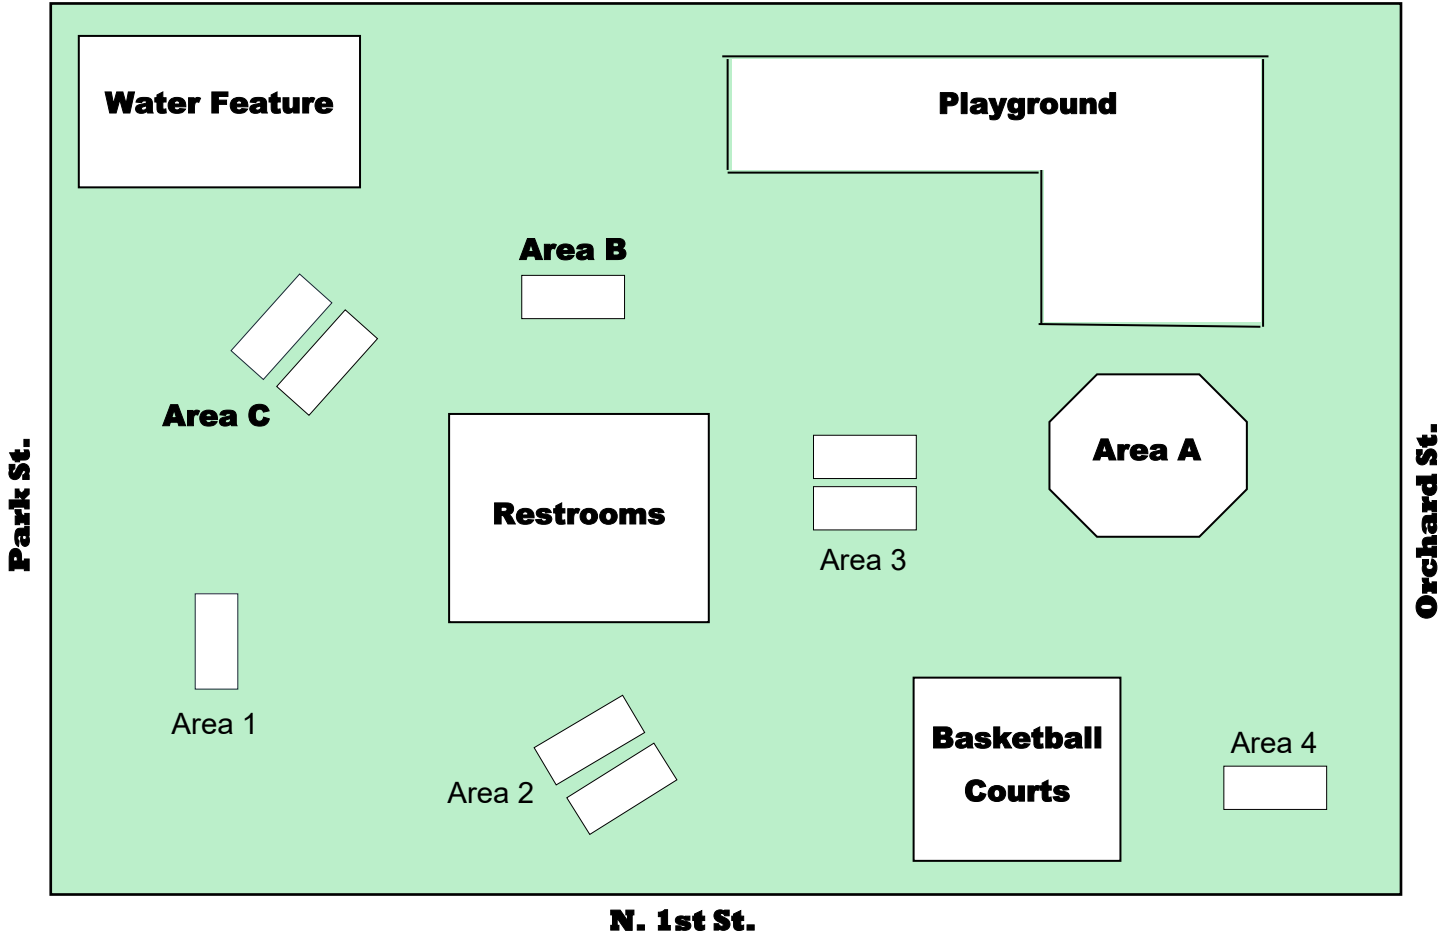 Water Feature
Playground
Area B
Area C
Area A
Restrooms
Area 3
Park St.
Orchard St.
Area 1
Area 2
Basketball
Courts
Area 4
N. 1st St.